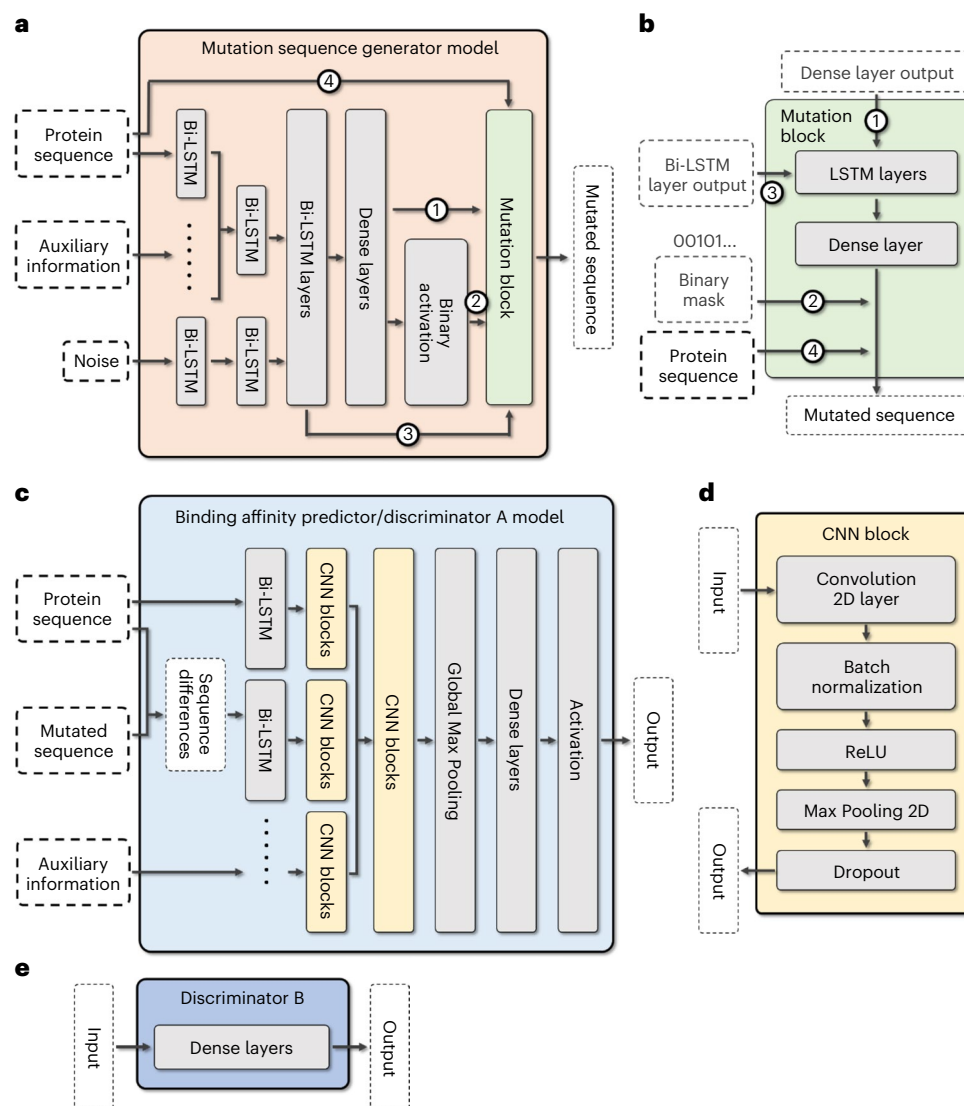 a
Mutation sequence generator model
4
Protein
sequence
Auxiliary
information
Noise
Bi-LSTM
Bi-LSTM
Bi-LSTM
Bi-LSTM
Bi-LSTM layers
Dense layers
1
Binary
activation
2
Mutation block
3
Mutated sequence
b
Dense layer output
Mutation
block
1
Bi-LSTM
layer output
3
LSTM layers
Dense layer
00101...
Binary
mask
2
Protein
sequence
4
Mutated sequence
c
Binding affinity predictor/discriminator A model
Protein
sequence
Mutated
sequence
Auxiliary
information
Sequence
differences
Bi-LSTM
Bi-LSTM
CNN blocks
CNN blocks
CNN blocks
CNN blocks
Global Max Pooling
Dense layers
Activation
Output
d
CNN block
Input
Convolution
2D layer
Batch
normalization
ReLU
Max Pooling 2D
Dropout
Output
e
Discriminator B
Input
Dense layers
Output